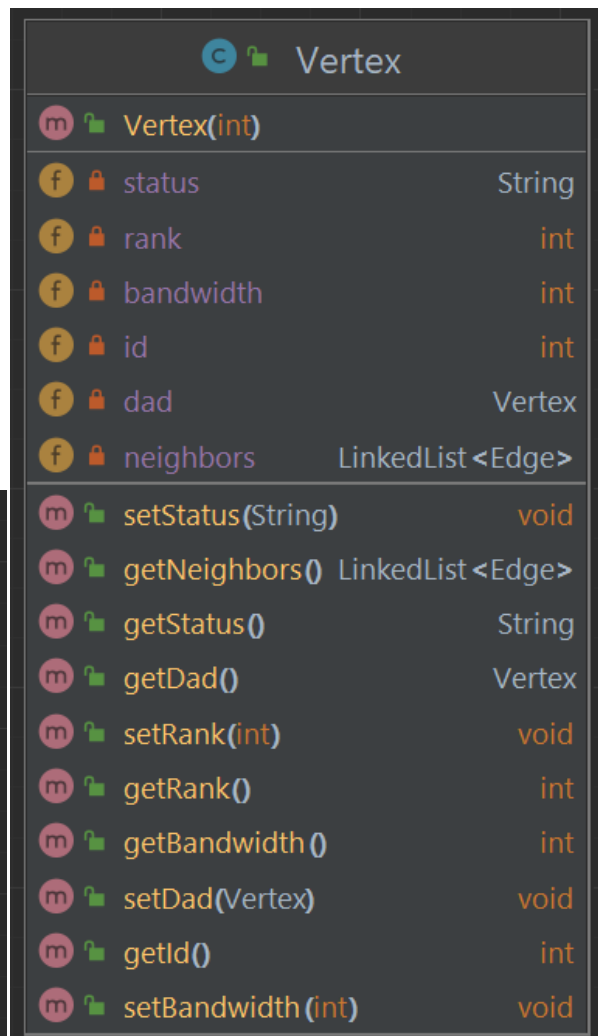 C Vertex
m Vertex(int)
f status String
f rank int
f bandwidth int
f id int
f dad Vertex
f neighbors LinkedList<Edge>
m setStatus(String) void
m getNeighbors() LinkedList<Edge>
m getStatus() String
m getDad() Vertex
m setRank(int) void
m getRank() int
m getBandwidth() int
m setDad(Vertex) void
m getId() int
m setBandwidth(int) void